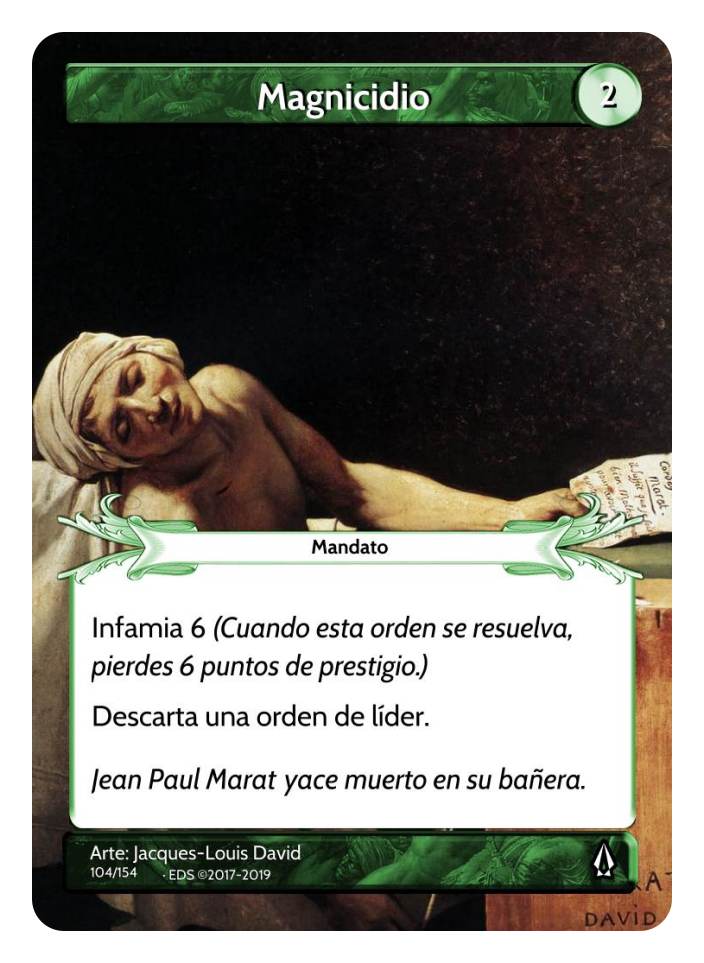 Magnicidio
2
Marat
Mandato
Infamia 6 (Cuando esta orden se resuelva,
pierdes 6 puntos de prestigio.)
Descarta una orden de líder.
Jean Paul Marat yace muerto en su bañera.
Arte: Jacques-Louis David
104/154 · EDS ©2017-2019
DAVID